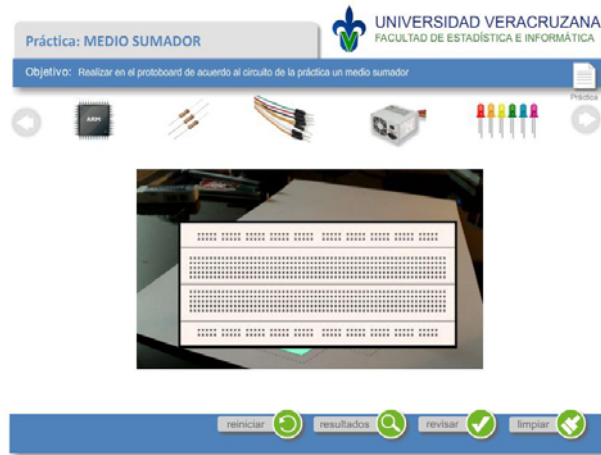 UNIVERSIDAD VERACRUZANA
FACULTAD DE ESTADÍSTICA E INFORMÁTICA
Práctica: MEDIO SUMADOR
Objetivo: Realizar en el protoboard de acuerdo al circuito de la práctica un medio sumador
Práctica
ARM
reiniciar
resultados
revisar
limpiar